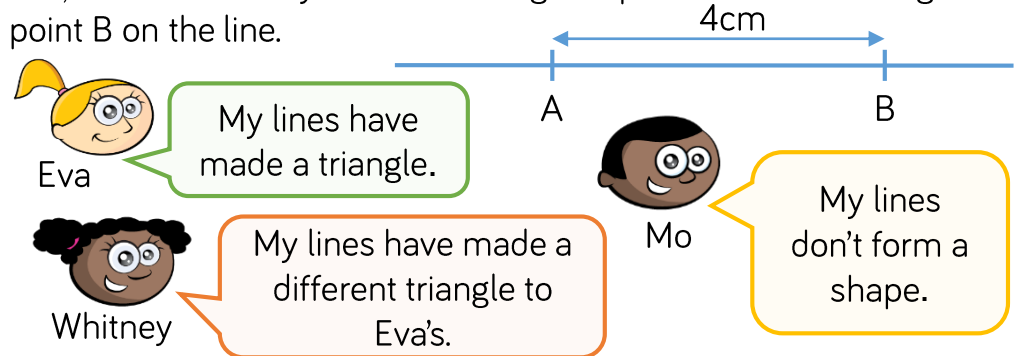 point B on the line.
4cm
A
B
Eva
My lines have
made a triangle.
Mo
My lines
don't form a
shape.
Whitney
My lines have made a
different triangle to
Eva's.